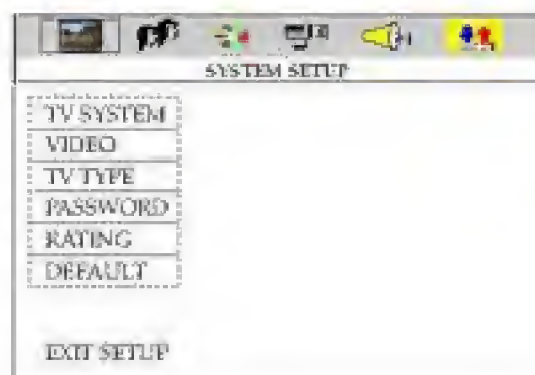 SYSTEM SETUP
TV SYSTEM
VIDEO
TV TYPE
PASSWORD
RATING
DEFAULT
EXIT SETUP